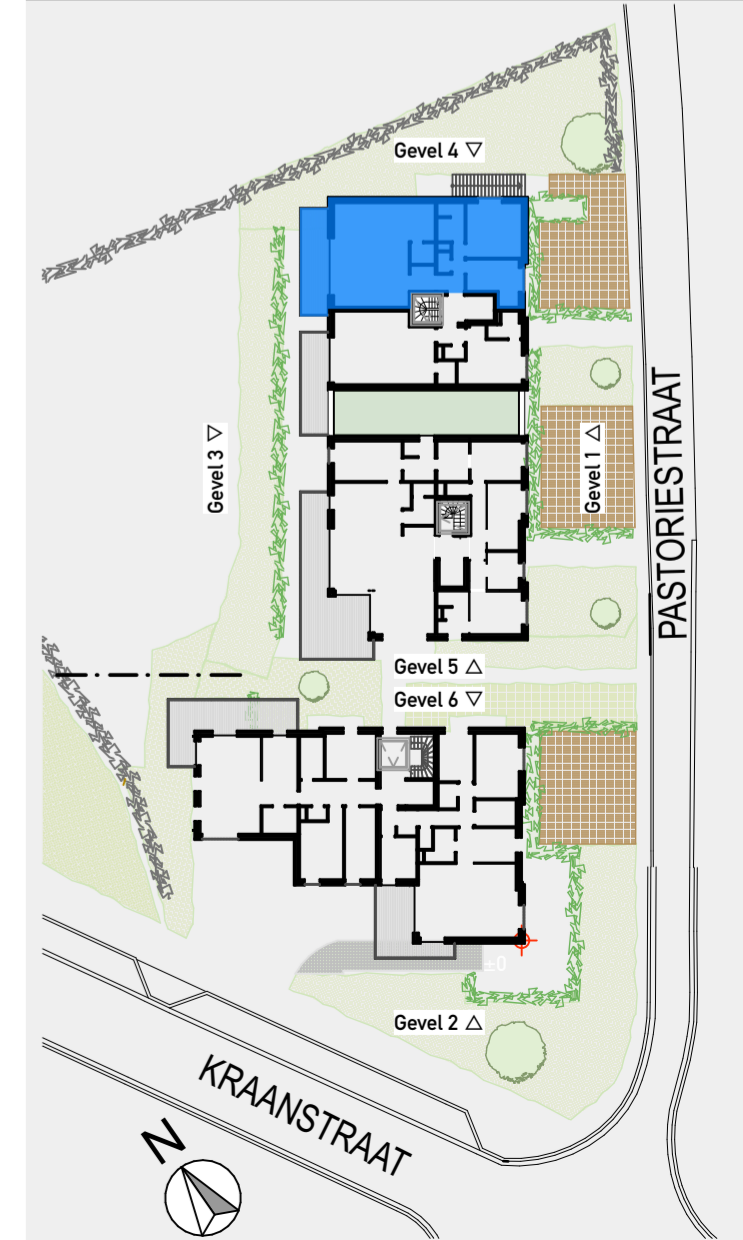 Gevel 4 ▽
Gevel 3 ▽
Gevel 1 △
PASTORIESTRAAT
Gevel 5 △
Gevel 6 ▽
±0
Gevel 2 △
KRAANSTRAAT
N